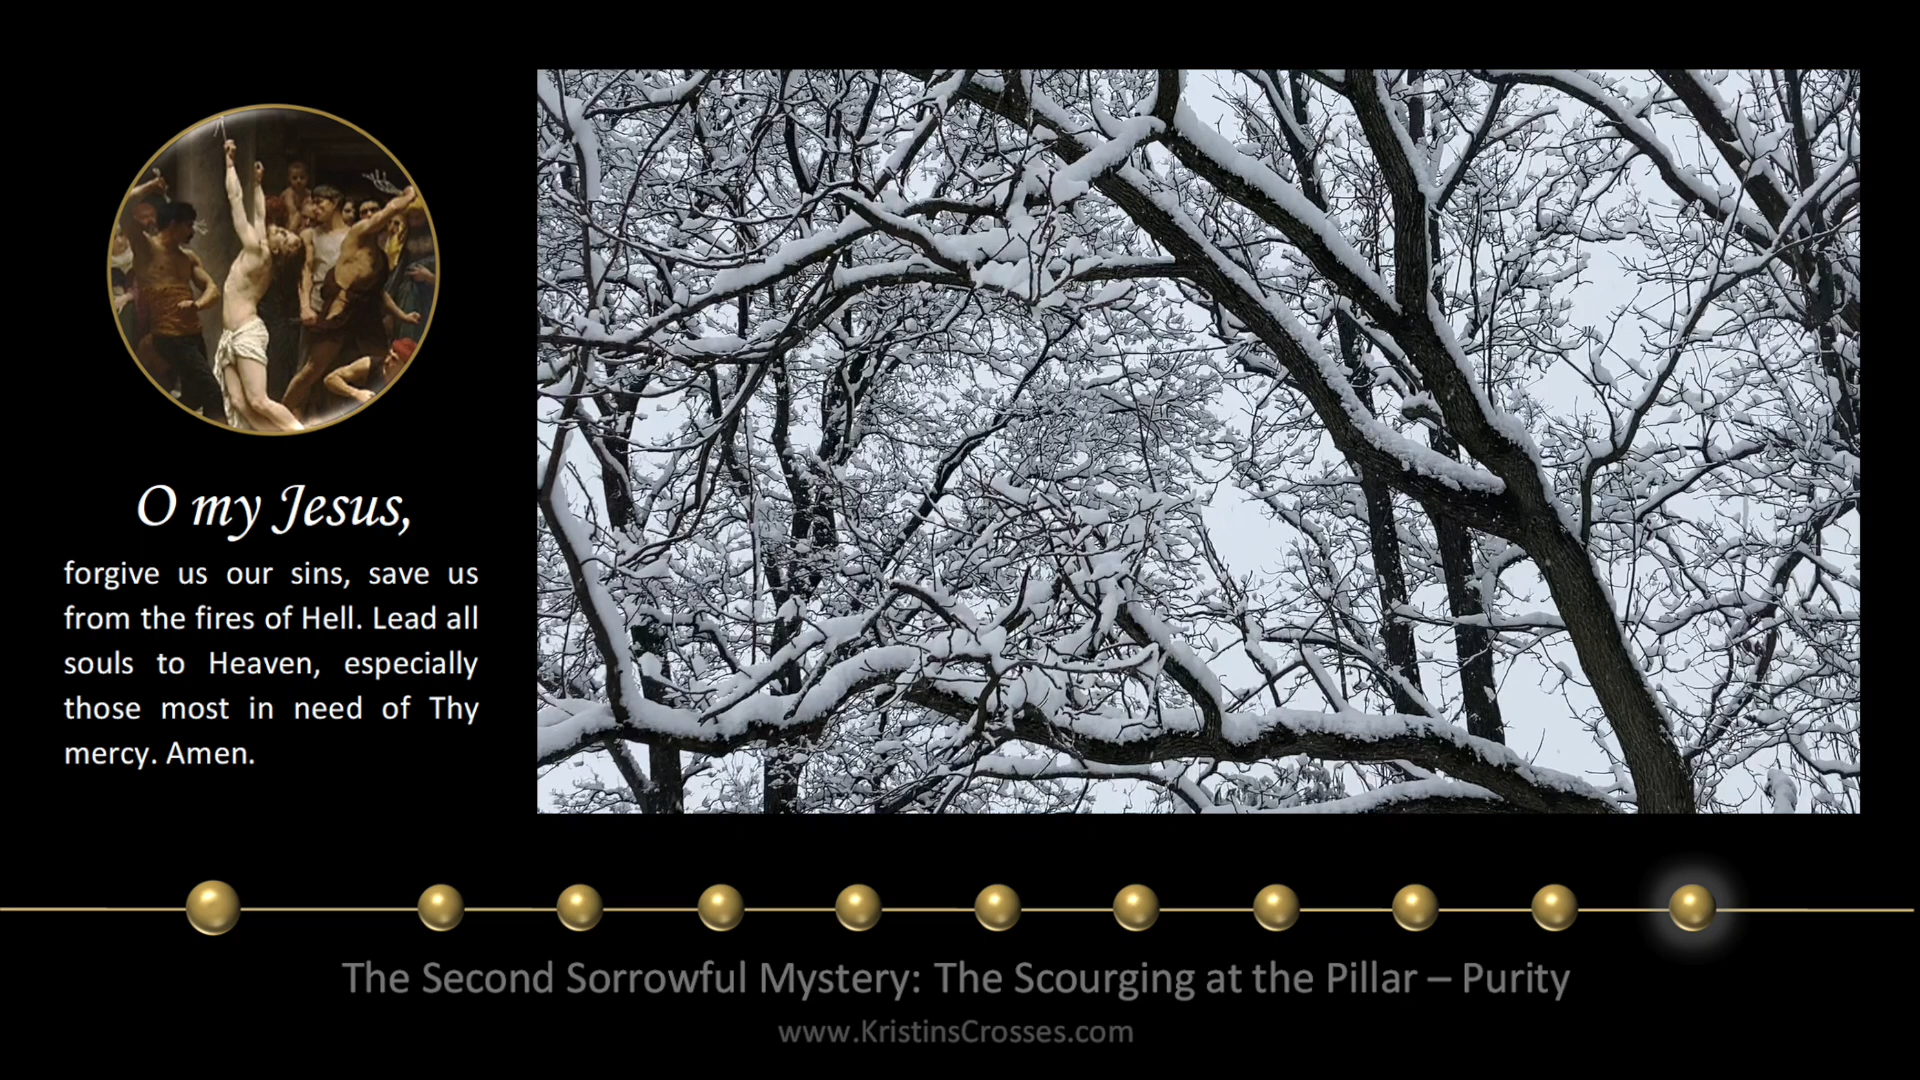 O my Jesus,
forgive us our sins, save us
from the fires of Hell. Lead all
souls to Heaven, especially
those most in need of Thy
mercy. Amen.
The Second Sorrowful Mystery: The Scourging at the Pillar – Purity
www.KristinsCrosses.com